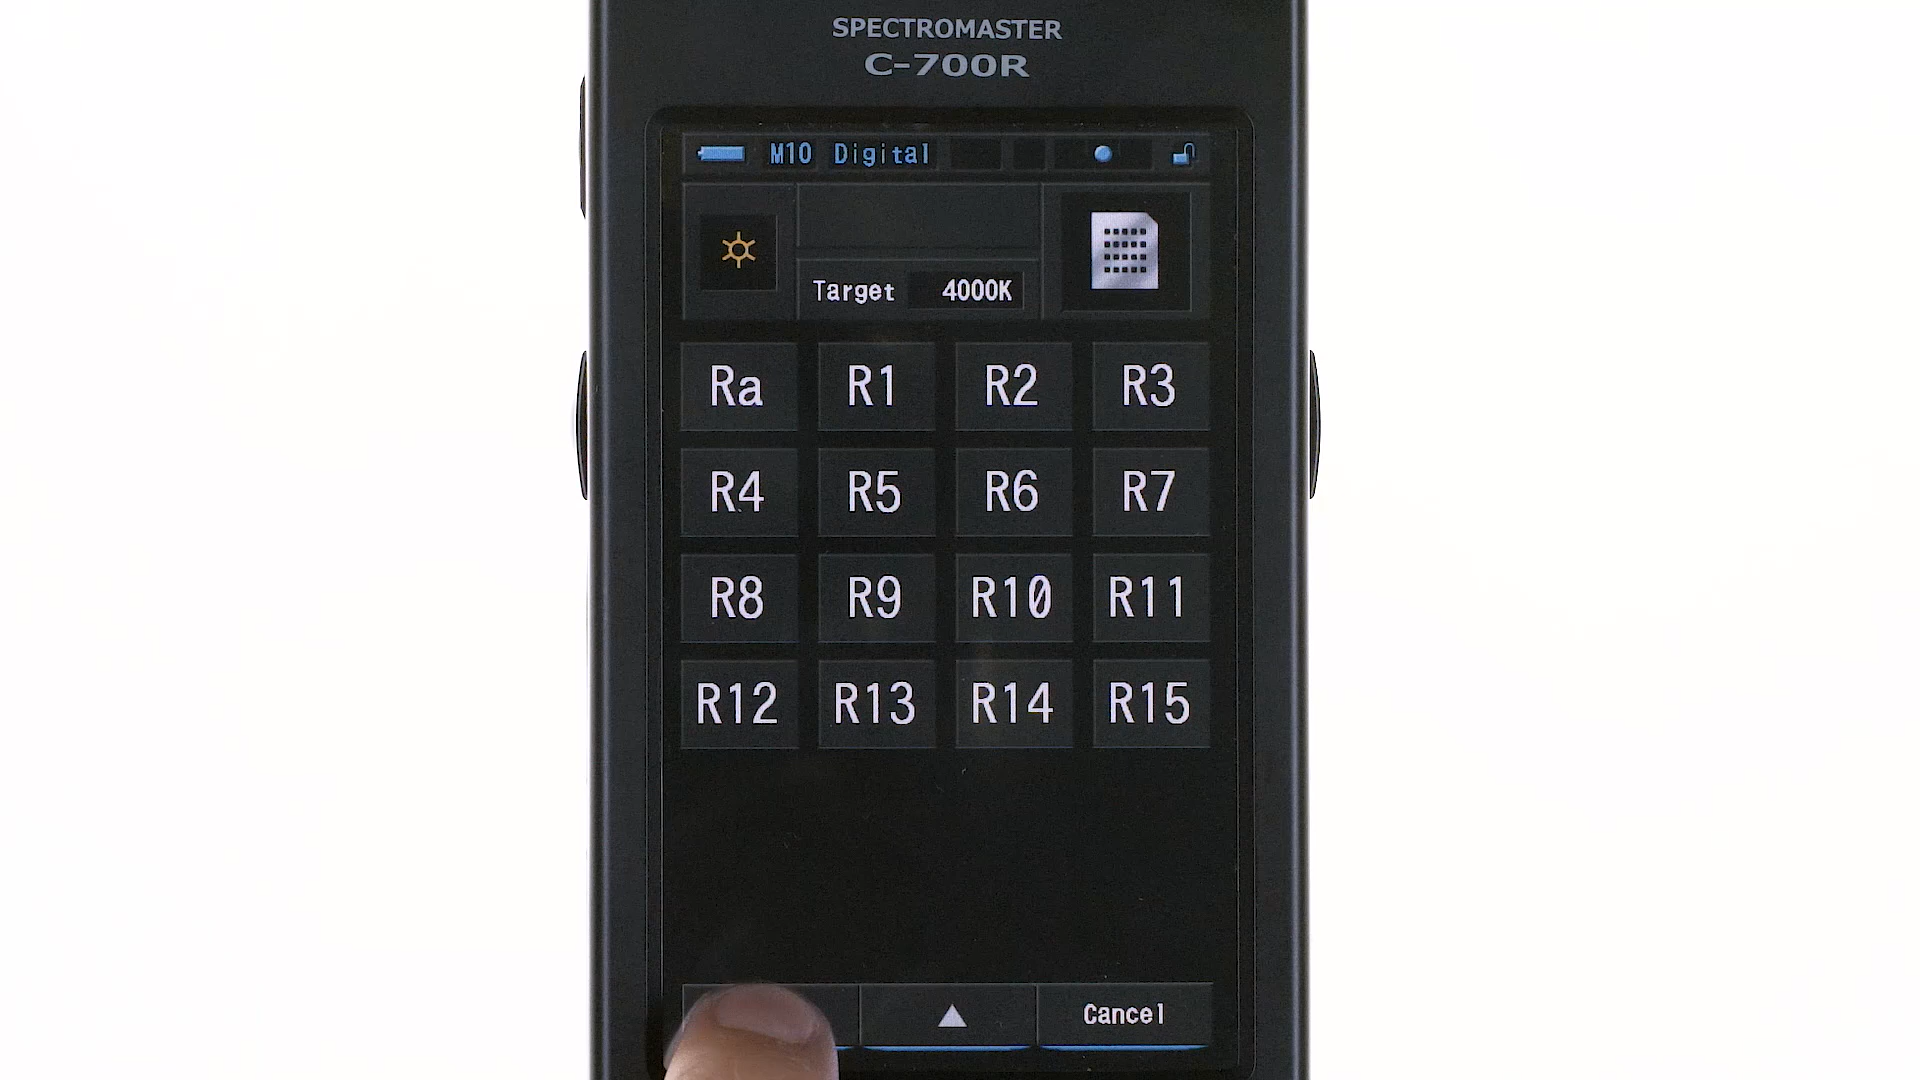 SPECTROMASTER
C-700R
M10 Digital
Target 4000K
Ra R1 R2 R3
R4 R5 R6 R7
R8 R9 R10 R11
R12 R13 R14 R15
Cancel